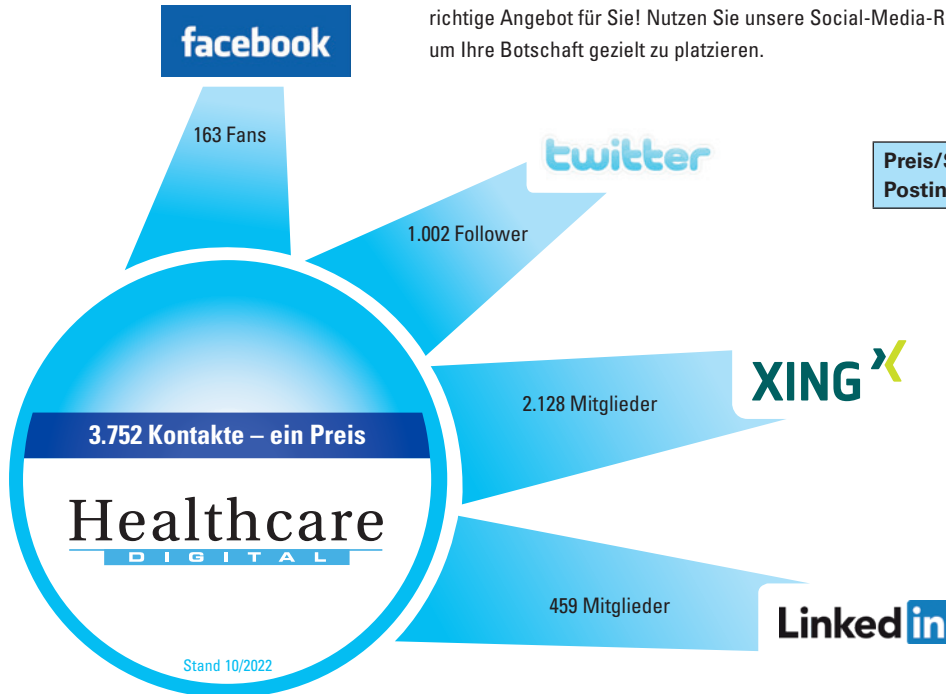 richtige Angebot für Sie! Nutzen Sie unsere Social-Media-R
um Ihre Botschaft gezielt zu platzieren.
facebook
163 Fans
twitter
Preis/S
Postin
1.002 Follower
XING
2.128 Mitglieder
3.752 Kontakte – ein Preis
Healthcare
DIGITAL
459 Mitglieder
Linked in
Stand 10/2022